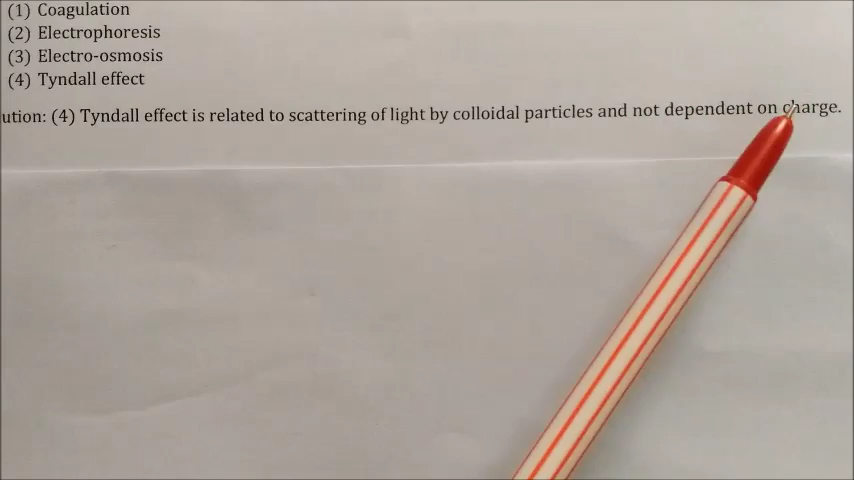 (1) Coagulation
(2) Electrophoresis
(3) Electro-osmosis
(4) Tyndall effect
ution: (4) Tyndall effect is related to scattering of light by colloidal particles and not dependent on charge.